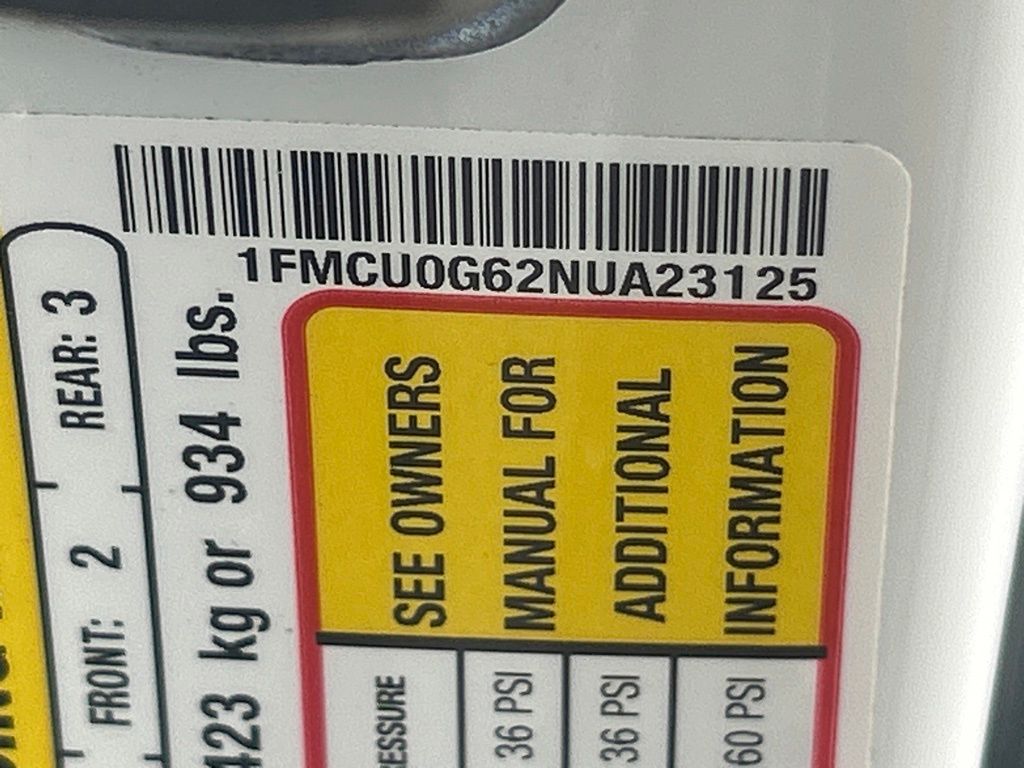 1FMCU0G62NUA23125
FRONT: 2 REAR: 3
423 kg or 934 lbs.
SEE OWNERS
MANUAL FOR
ADDITIONAL
INFORMATION
36 PSI
36 PSI
60 PSI